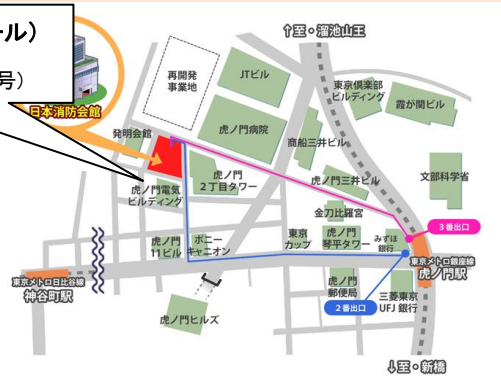 ール)
号)
日本消防会館
↑至・溜池山王
再開発
事業地
JTビル
東京倶楽部
ビルディング
霞が関ビル
発明会館
虎ノ門病院
商船三井ビル
虎ノ門
2丁目タワー
虎ノ門三井ビル
文部科学省
虎ノ門電気
ビルディング
金刀比羅宮
3番出口
虎ノ門
11ビル
ポニー
キャニオン
東京
カップ
虎ノ門
琴平タワー
みずほ
銀行
東京メトロ銀座線
虎ノ門駅
東京メトロ日比谷線
神谷町駅
虎ノ門
郵便局
三菱東京
UFJ 銀行
2番出口
虎ノ門ヒルズ
↓至・新橋